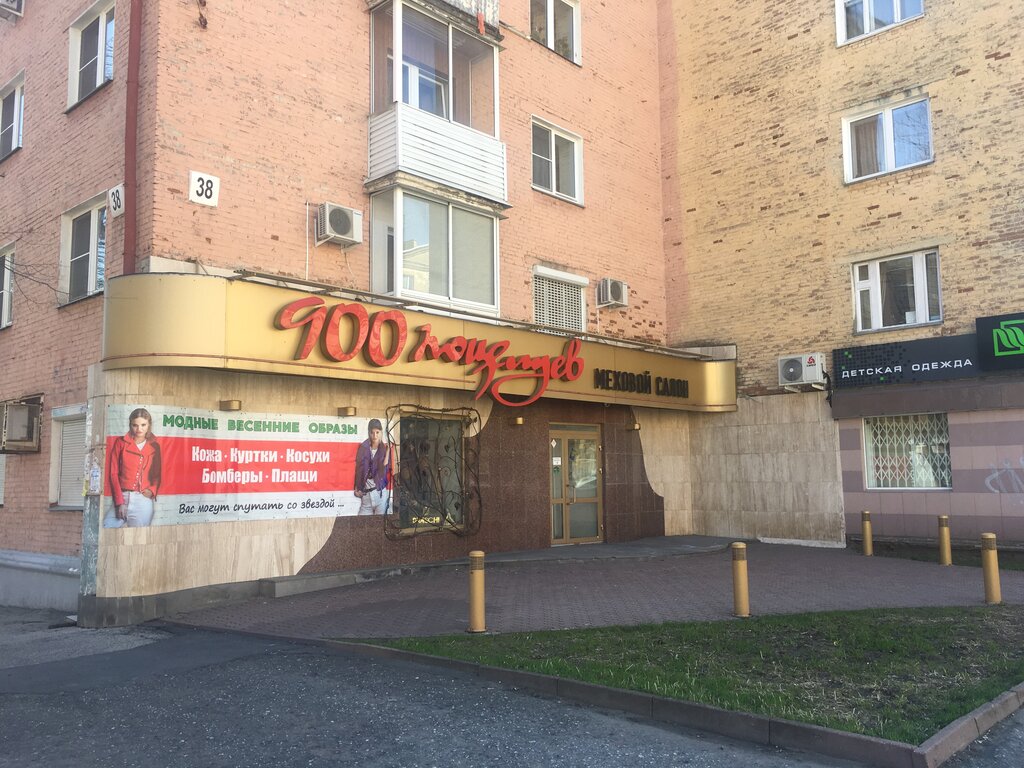 38
38
900 лошадей
МЕХОВОЙ САЛОН
ДЕТСКАЯ ОДЕЖДА
МОДНЫЕ ВЕСЕННИЕ ОБРАЗЫ
Кожа · Куртки · Косухи
Бомберы · Плащи
Вас могут спутать со звездой ...